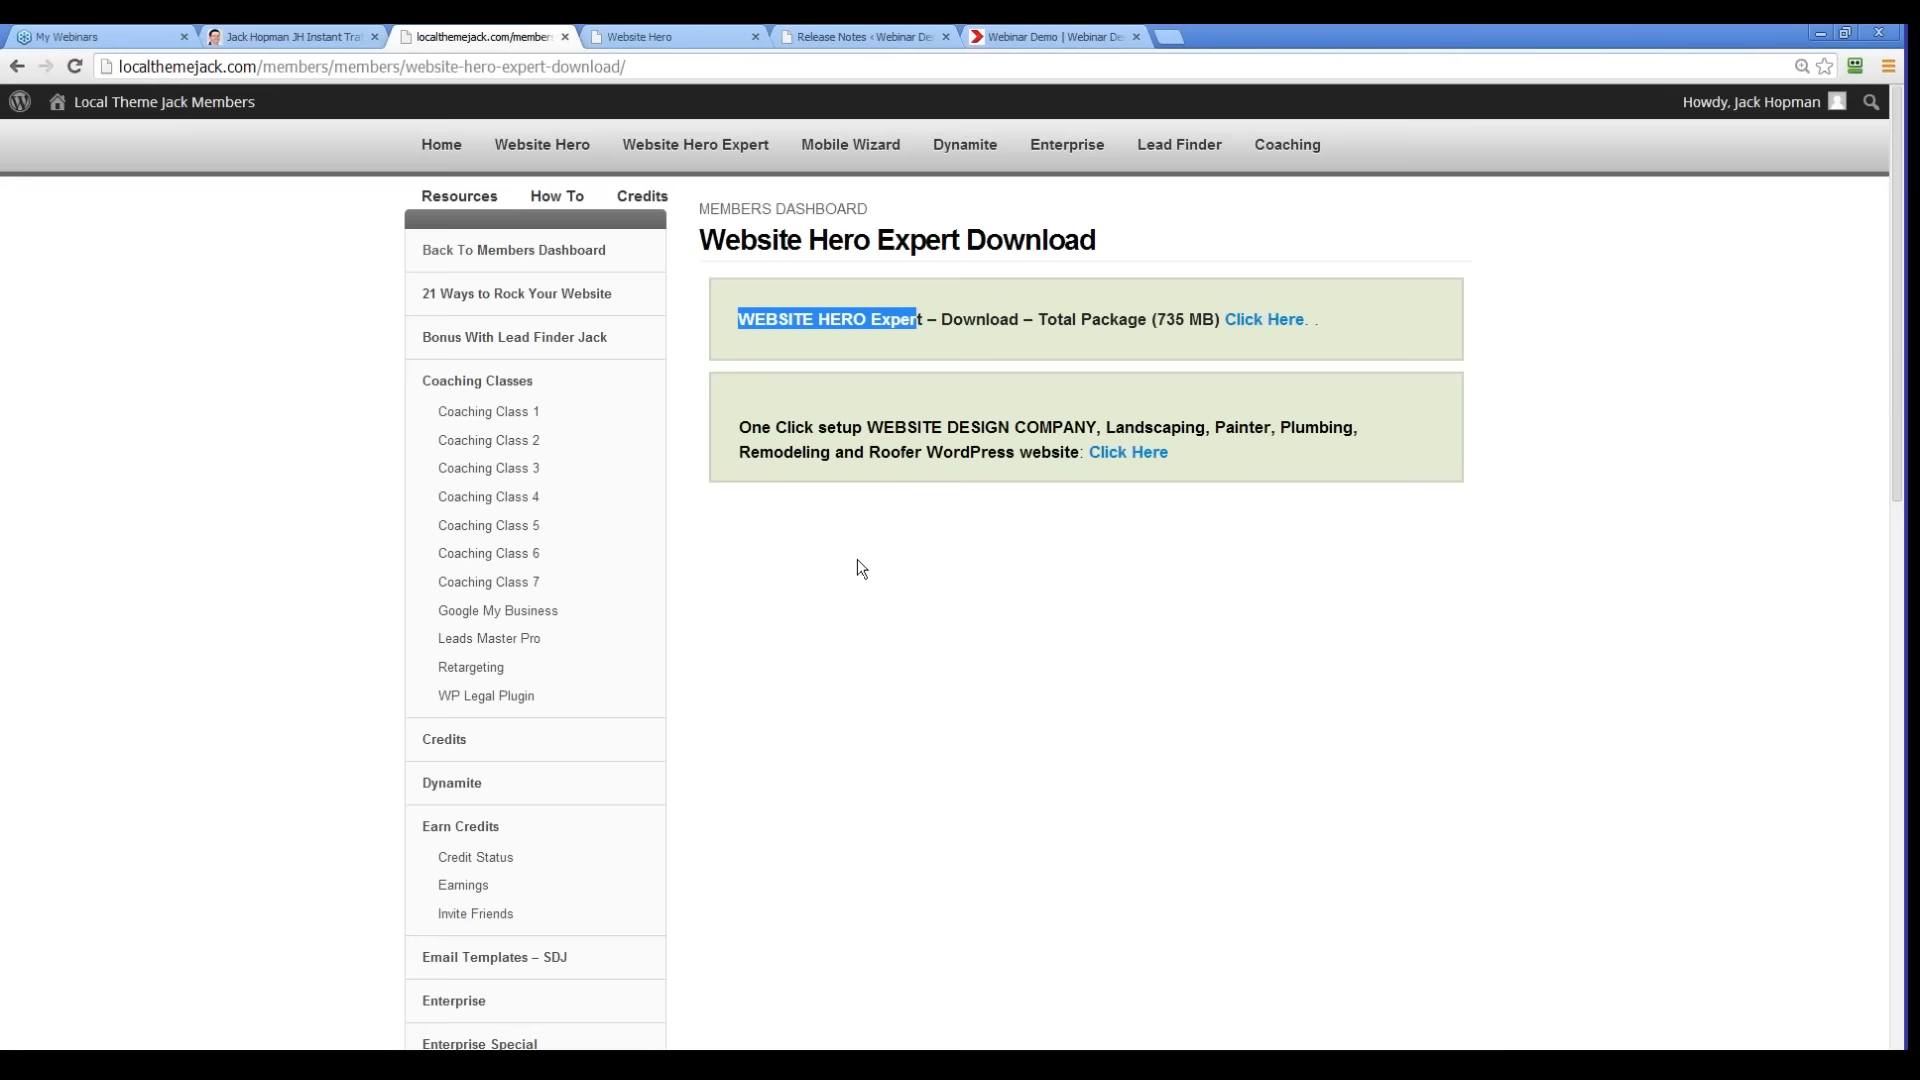 My Webinars
Jack Hopman JH Instant Tra
localthemejack.com/member
Website Hero
Release Notes ‹ Webinar De
Webinar Demo | Webinar De
localthemejack.com/members/members/website-hero-expert-download/
Local Theme Jack Members
Howdy, Jack Hopman
Home Website Hero Website Hero Expert Mobile Wizard Dynamite Enterprise Lead Finder Coaching
Resources How To Credits
MEMBERS DASHBOARD
Website Hero Expert Download
WEBSITE HERO Expert – Download – Total Package (735 MB) Click Here. .
One Click setup WEBSITE DESIGN COMPANY, Landscaping, Painter, Plumbing,
Remodeling and Roofer WordPress website: Click Here
Back To Members Dashboard
21 Ways to Rock Your Website
Bonus With Lead Finder Jack
Coaching Classes
Coaching Class 1
Coaching Class 2
Coaching Class 3
Coaching Class 4
Coaching Class 5
Coaching Class 6
Coaching Class 7
Google My Business
Leads Master Pro
Retargeting
WP Legal Plugin
Credits
Dynamite
Earn Credits
Credit Status
Earnings
Invite Friends
Email Templates – SDJ
Enterprise
Enterprise Special